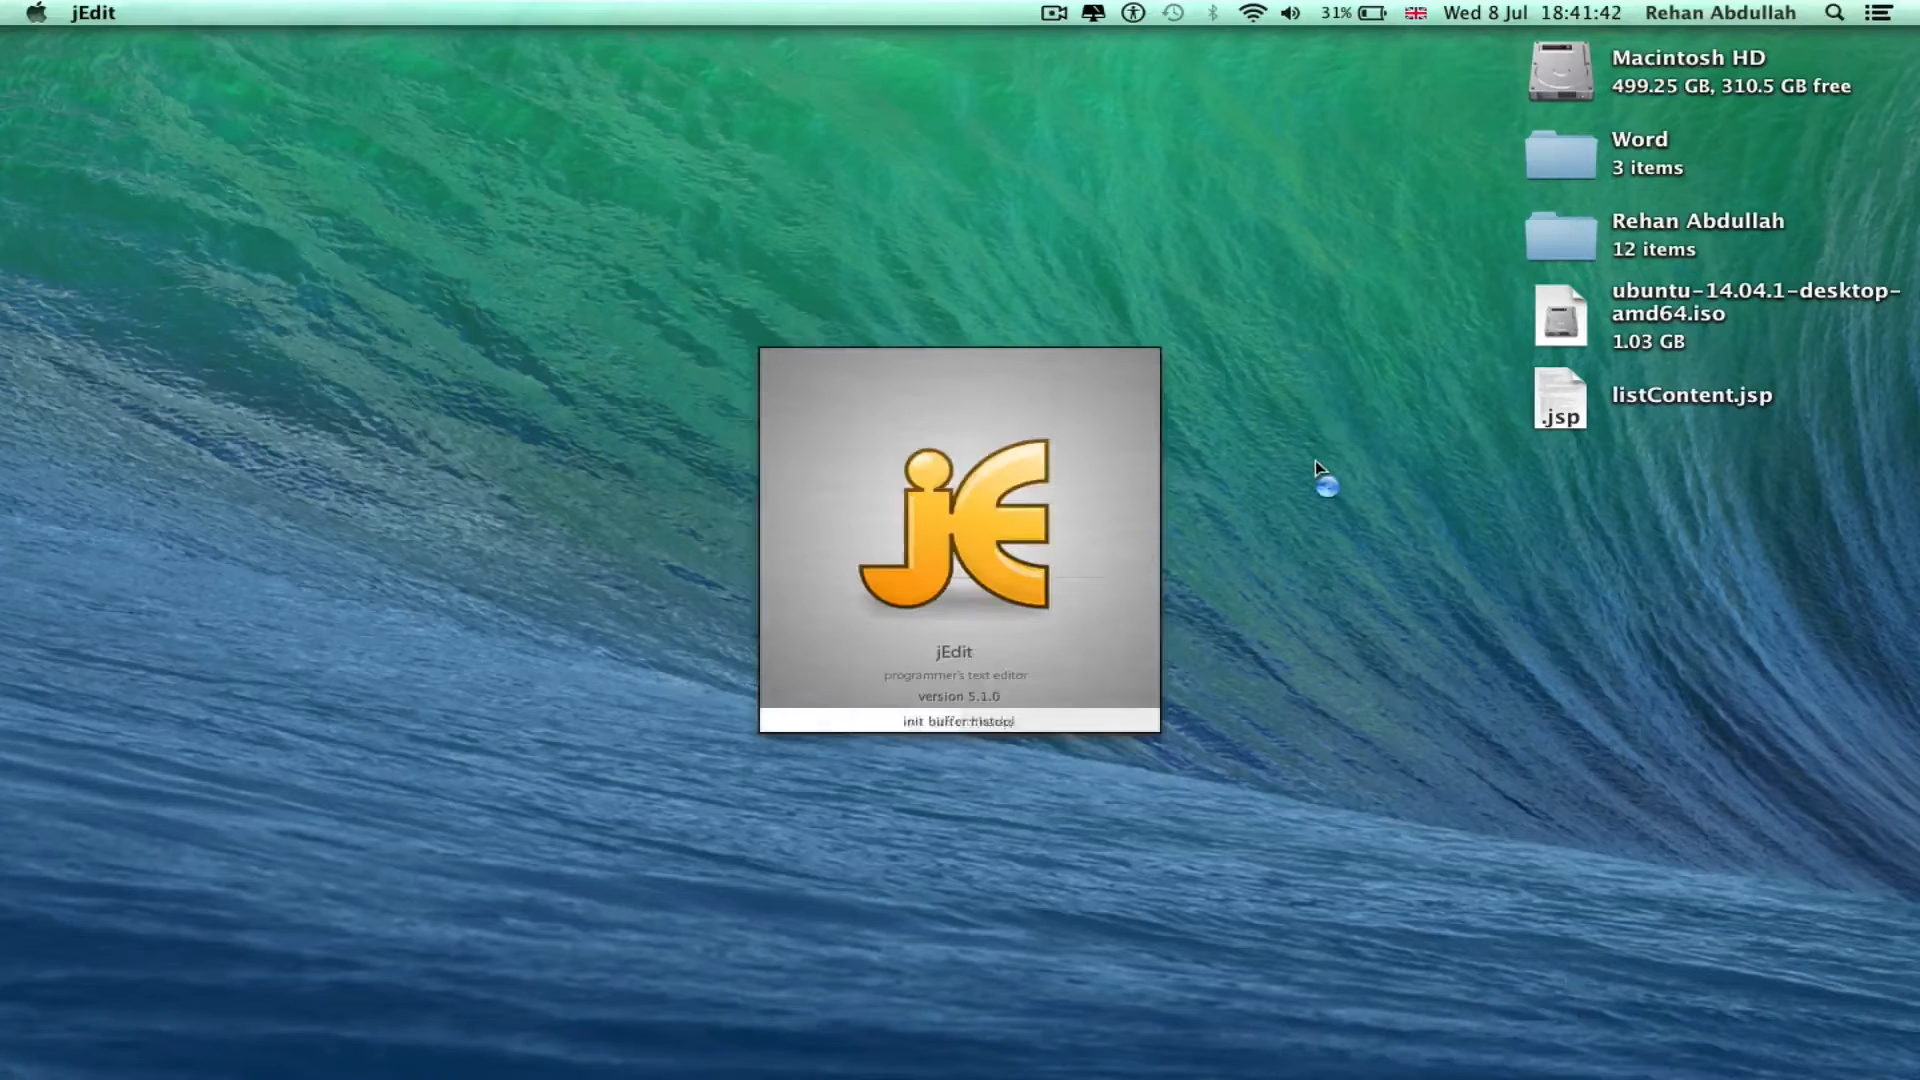 jEdit
31%
Wed 8 Jul 18:41:42
Rehan Abdullah
Macintosh HD
499.25 GB, 310.5 GB free
Word
3 items
Rehan Abdullah
12 items
ubuntu-14.04.1-desktop-
amd64.iso
1.03 GB
.jsp
listContent.jsp
jE
jEdit
programmer's text editor
version 5.1.0
init